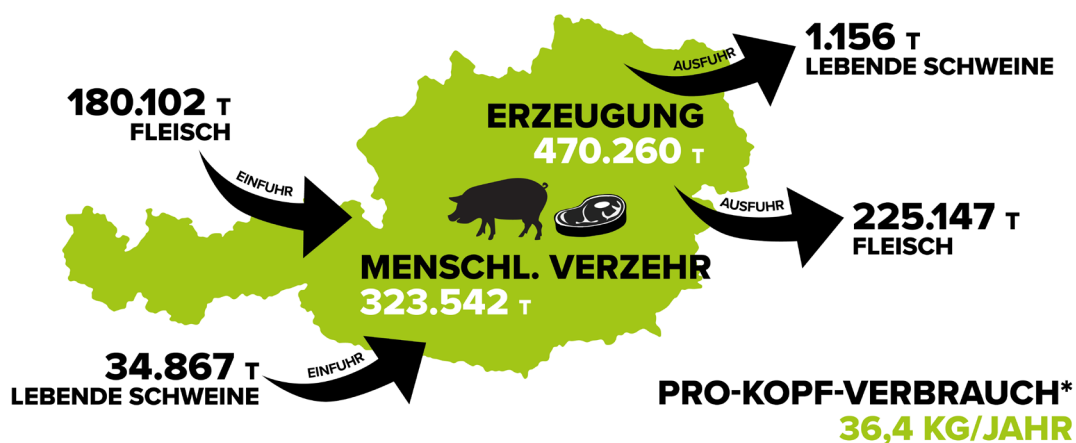 1.156 T
LEBENDE SCHWEINE
AUSFUHR
180.102 T
FLEISCH
EINFUHR
ERZEUGUNG
470.260 T
AUSFUHR
225.147 T
FLEISCH
MENSCHL. VERZEHR
323.542 T
34.867 T
LEBENDE SCHWEINE
EINFUHR
PRO-KOPF-VERBRAUCH*
36,4 KG/JAHR